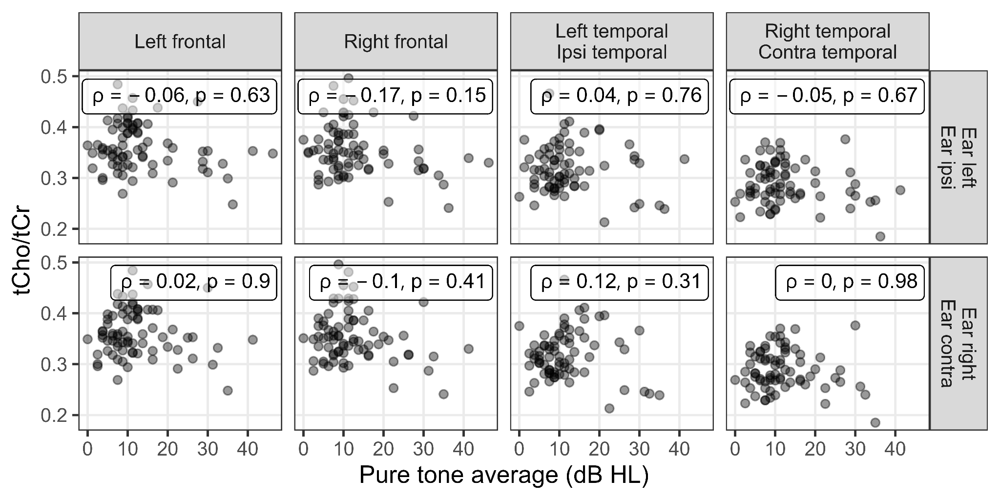 Left frontal
Right frontal
Left temporal
Ipsi temporal
Right temporal
Contra temporal
0.5
0.4
0.3
0.2
ρ = − 0.06, p = 0.63
ρ = − 0.17, p = 0.15
ρ = 0.04, p = 0.76
ρ = − 0.05, p = 0.67
Ear left
Ear ipsi
tCho/tCr
0.5
0.4
0.3
0.2
ρ = 0.02, p = 0.9
ρ = − 0.1, p = 0.41
ρ = 0.12, p = 0.31
ρ = 0, p = 0.98
Ear right
Ear contra
0 10 20 30 40
0 10 20 30 40
0 10 20 30 40
0 10 20 30 40
Pure tone average (dB HL)